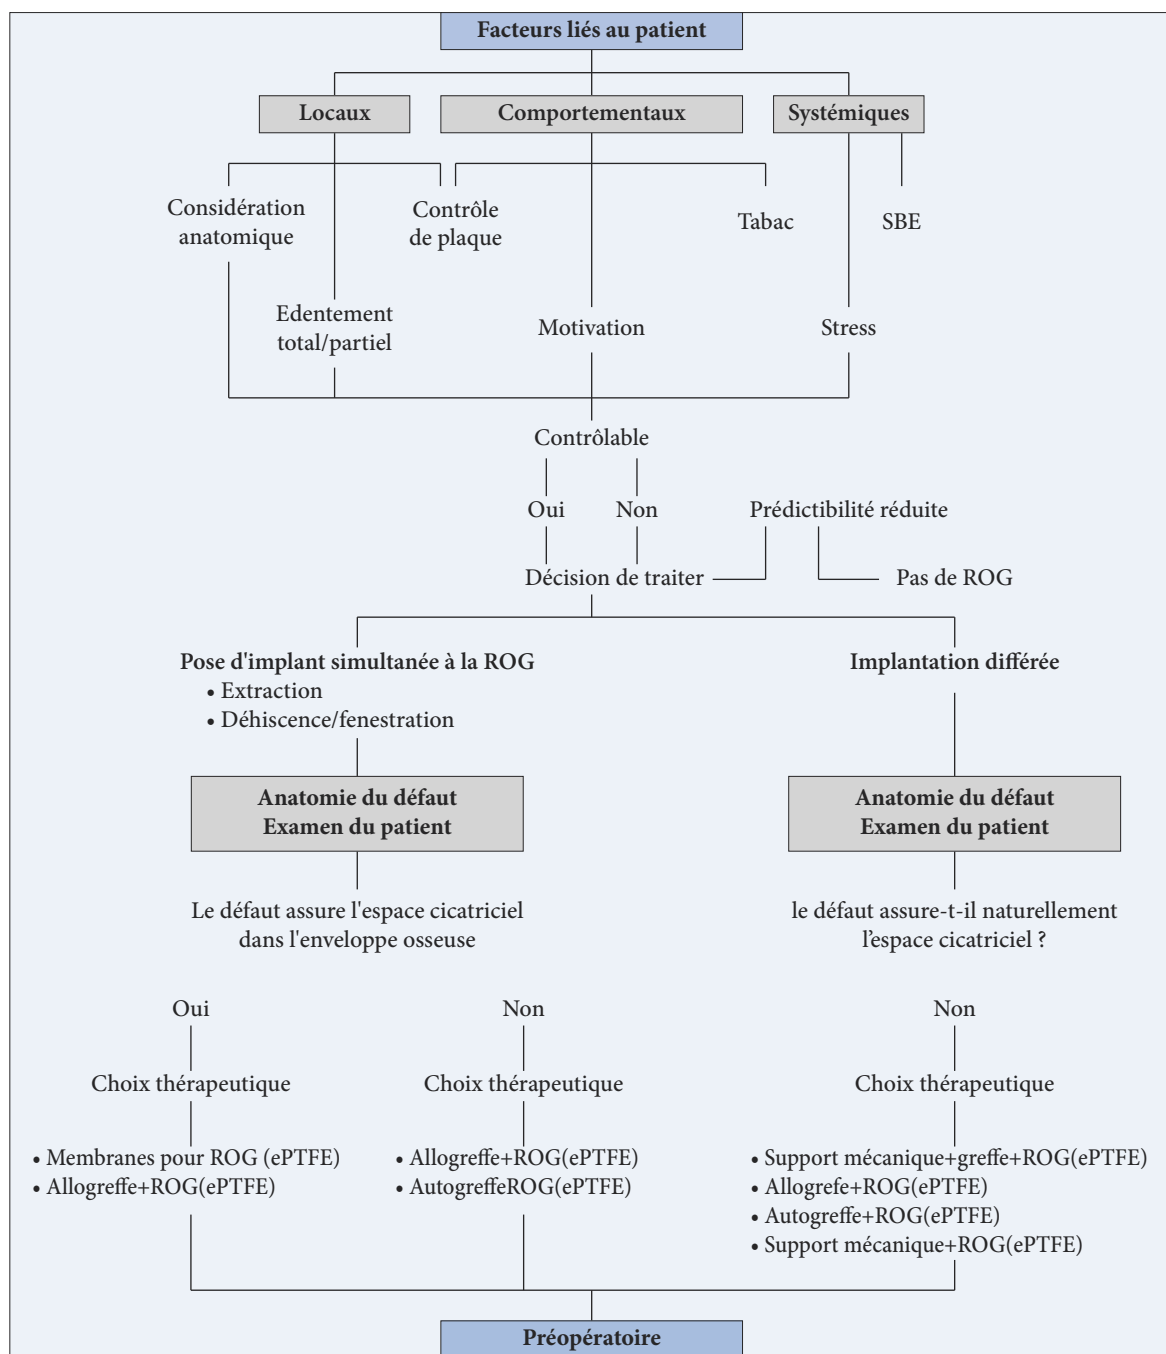 Facteurs liés au patient
Locaux
Comportementaux
Systémiques
Considération
anatomique
Contrôle
de plaque
Tabac
SBE
Edentement
total/partiel
Motivation
Stress
Contrôlable
Oui
Non
Prédictibilité réduite
Décision de traiter
Pas de ROG
Pose d'implant simultanée à la ROG
• Extraction
• Déhiscence/fenestration
Implantation différée
Anatomie du défaut
Examen du patient
Anatomie du défaut
Examen du patient
Le défaut assure l'espace cicatriciel
dans l'enveloppe osseuse
le défaut assure-t-il naturellement
l’espace cicatriciel ?
Oui
Non
Non
Choix thérapeutique
Choix thérapeutique
Choix thérapeutique
• Membranes pour ROG (ePTFE)
• Allogreffe+ROG(ePTFE)
• Allogreffe+ROG(ePTFE)
• AutogreffeROG(ePTFE)
• Support mécanique+greffe+ROG(ePTFE)
• Allogrefe+ROG(ePTFE)
• Autogreffe+ROG(ePTFE)
• Support mécanique+ROG(ePTFE)
Préopératoire